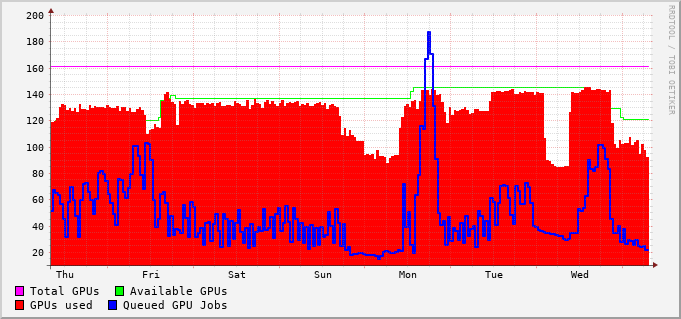 200
180
160
140
120
100
80
60
40
20
Thu Fri Sat Sun Mon Tue Wed
Total GPUs Available GPUs
GPUs used Queued GPU Jobs
RRDTOOL / TOBI OETIKER